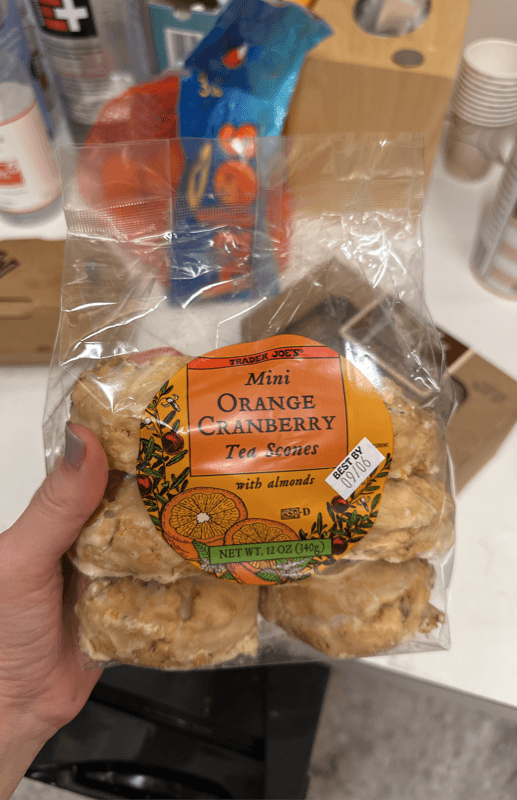 TRADER JOE'S
Mini
ORANGE
CRANBERRY
Tea Scones
with almonds
BEST BY
09/06
D
NET WT. 12 OZ (340g)